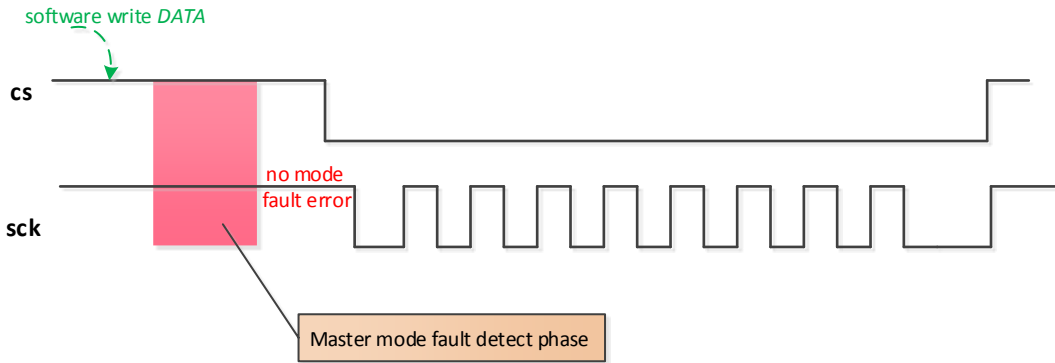 software write DATA
cs
no mode
fault error
sck
Master mode fault detect phase